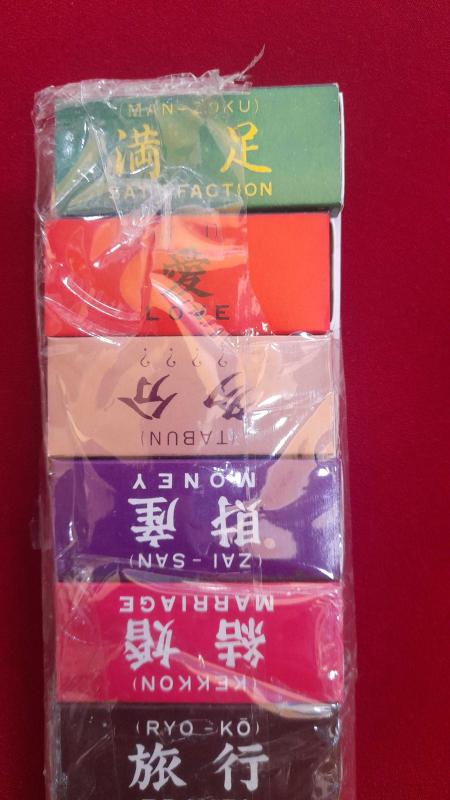 (MAN-ZOKU)
満足
SATISFACTION
愛
LOVE
(TABUN)
多分
? ? ? ?
(ZAI-SAN)
財産
MONEY
(KEKKON)
結婚
MARRIAGE
(RYO-KŌ)
旅行